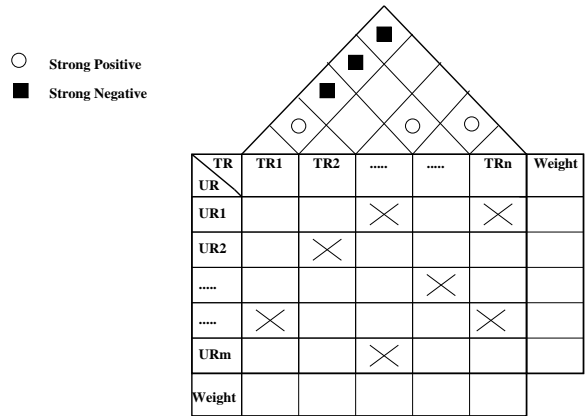 Strong Positive
Strong Negative
TR TR1 TR2 ..... ..... TRn Weight
UR
UR1
UR2
.....
.....
URm
Weight